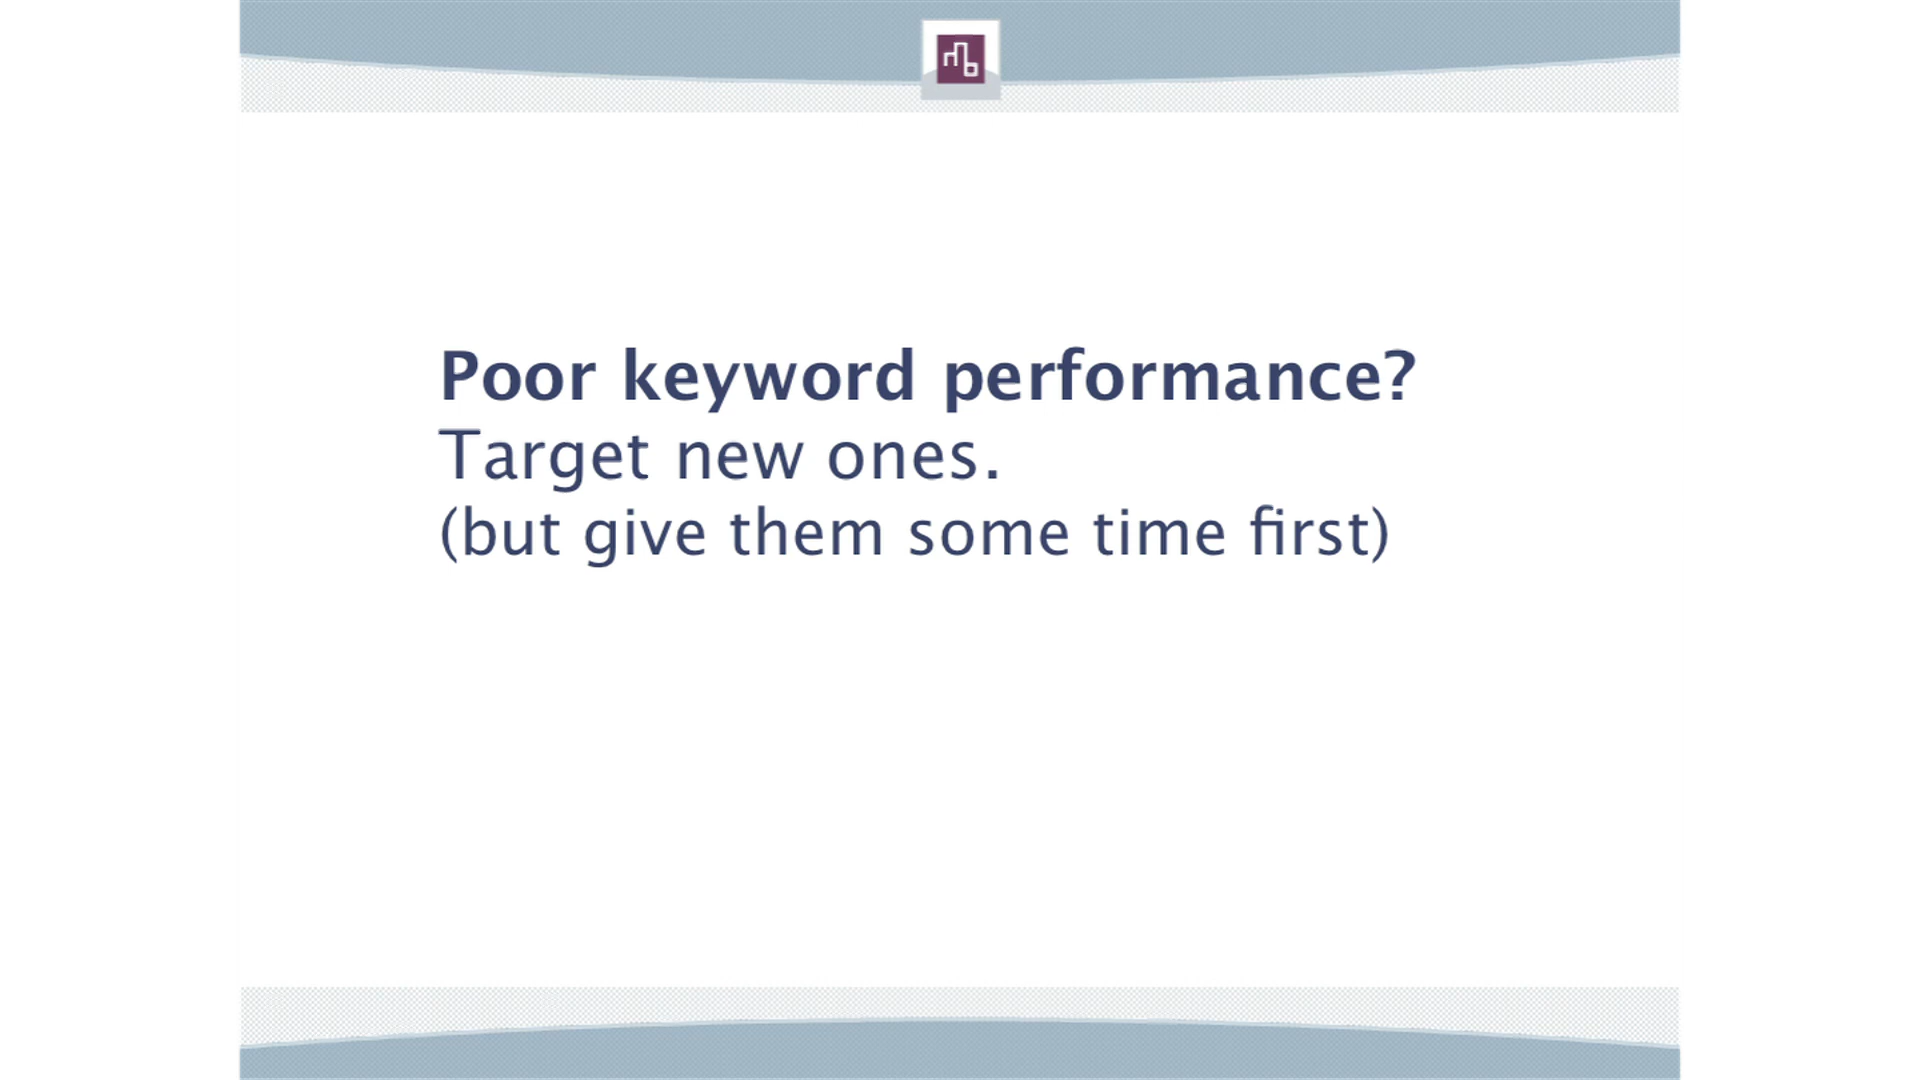 Poor keyword performance?
Target new ones.
(but give them some time first)